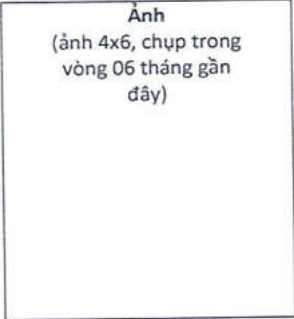 Ảnh
(ảnh 4x6, chụp trong
vòng 06 tháng gần
đây)